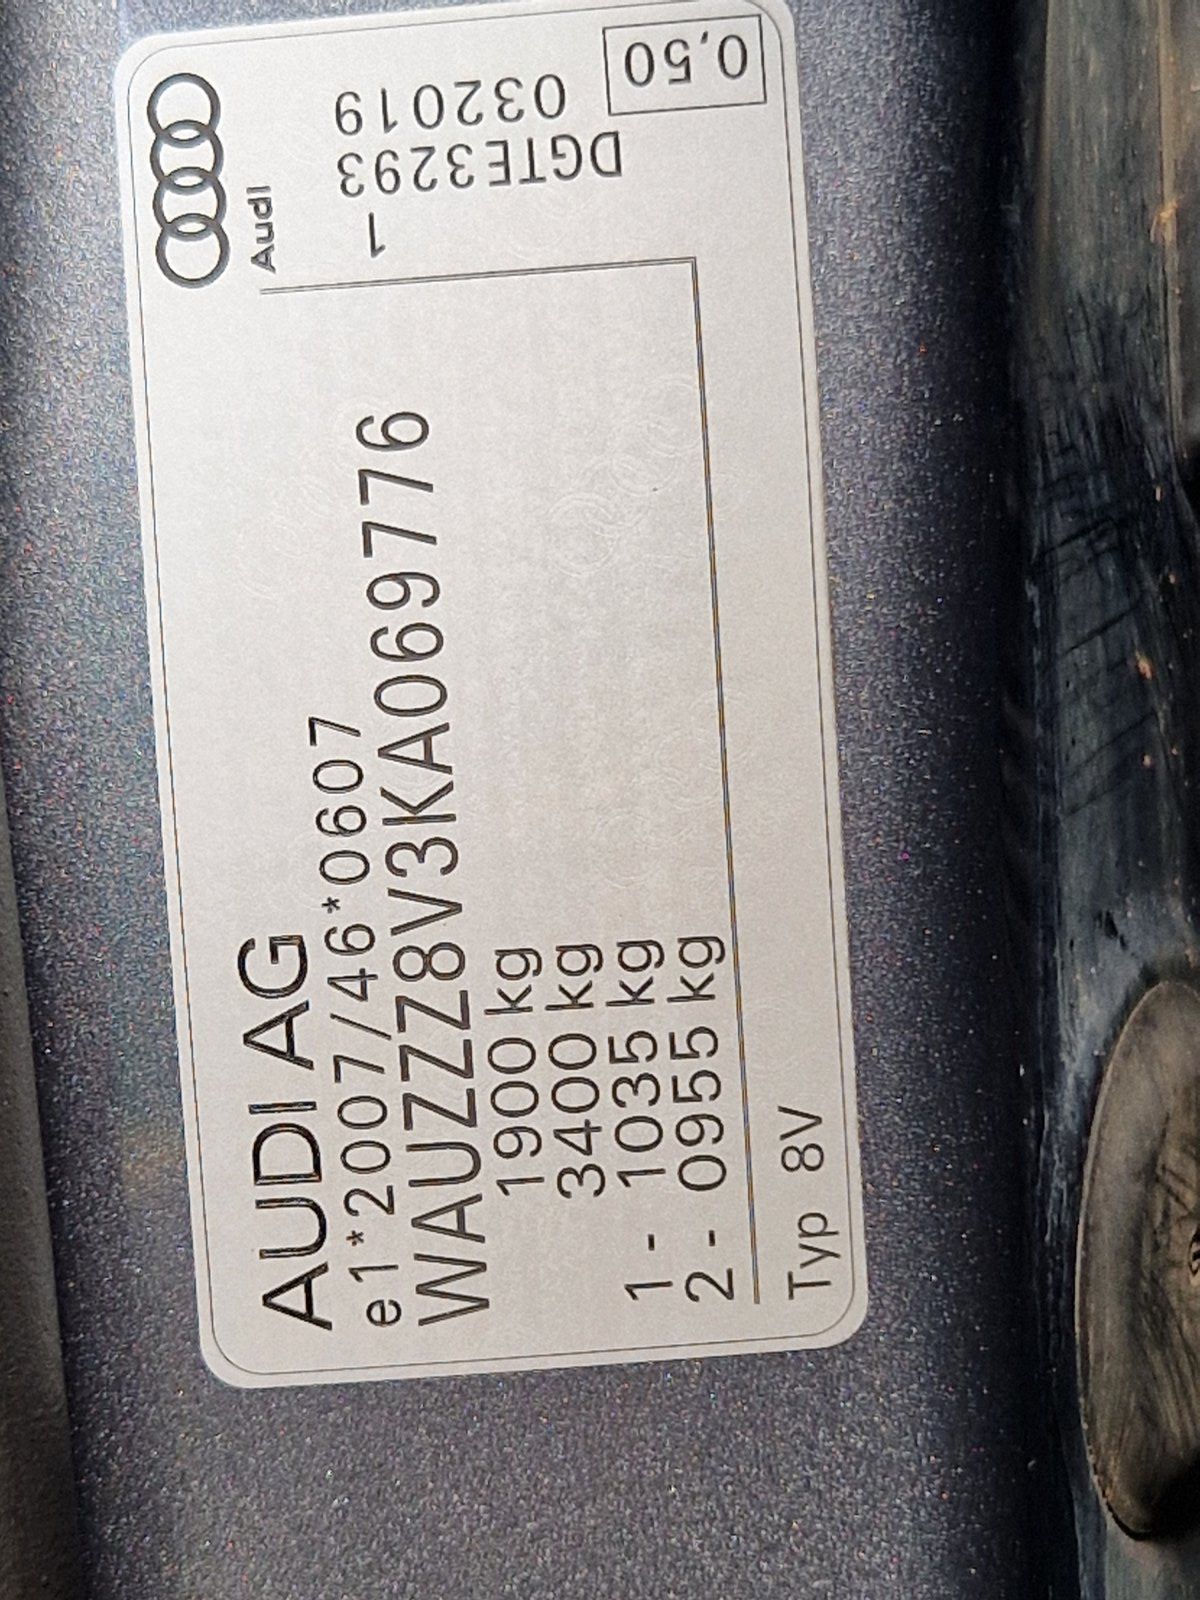 Audi
AUDI AG
e1*2007/46*0607
WAUZZZ8V3KA069776
1900 kg
3400 kg
1 - 1035 kg
2 - 0955 kg
Typ 8V
1
DGTE3293
032019
0,50